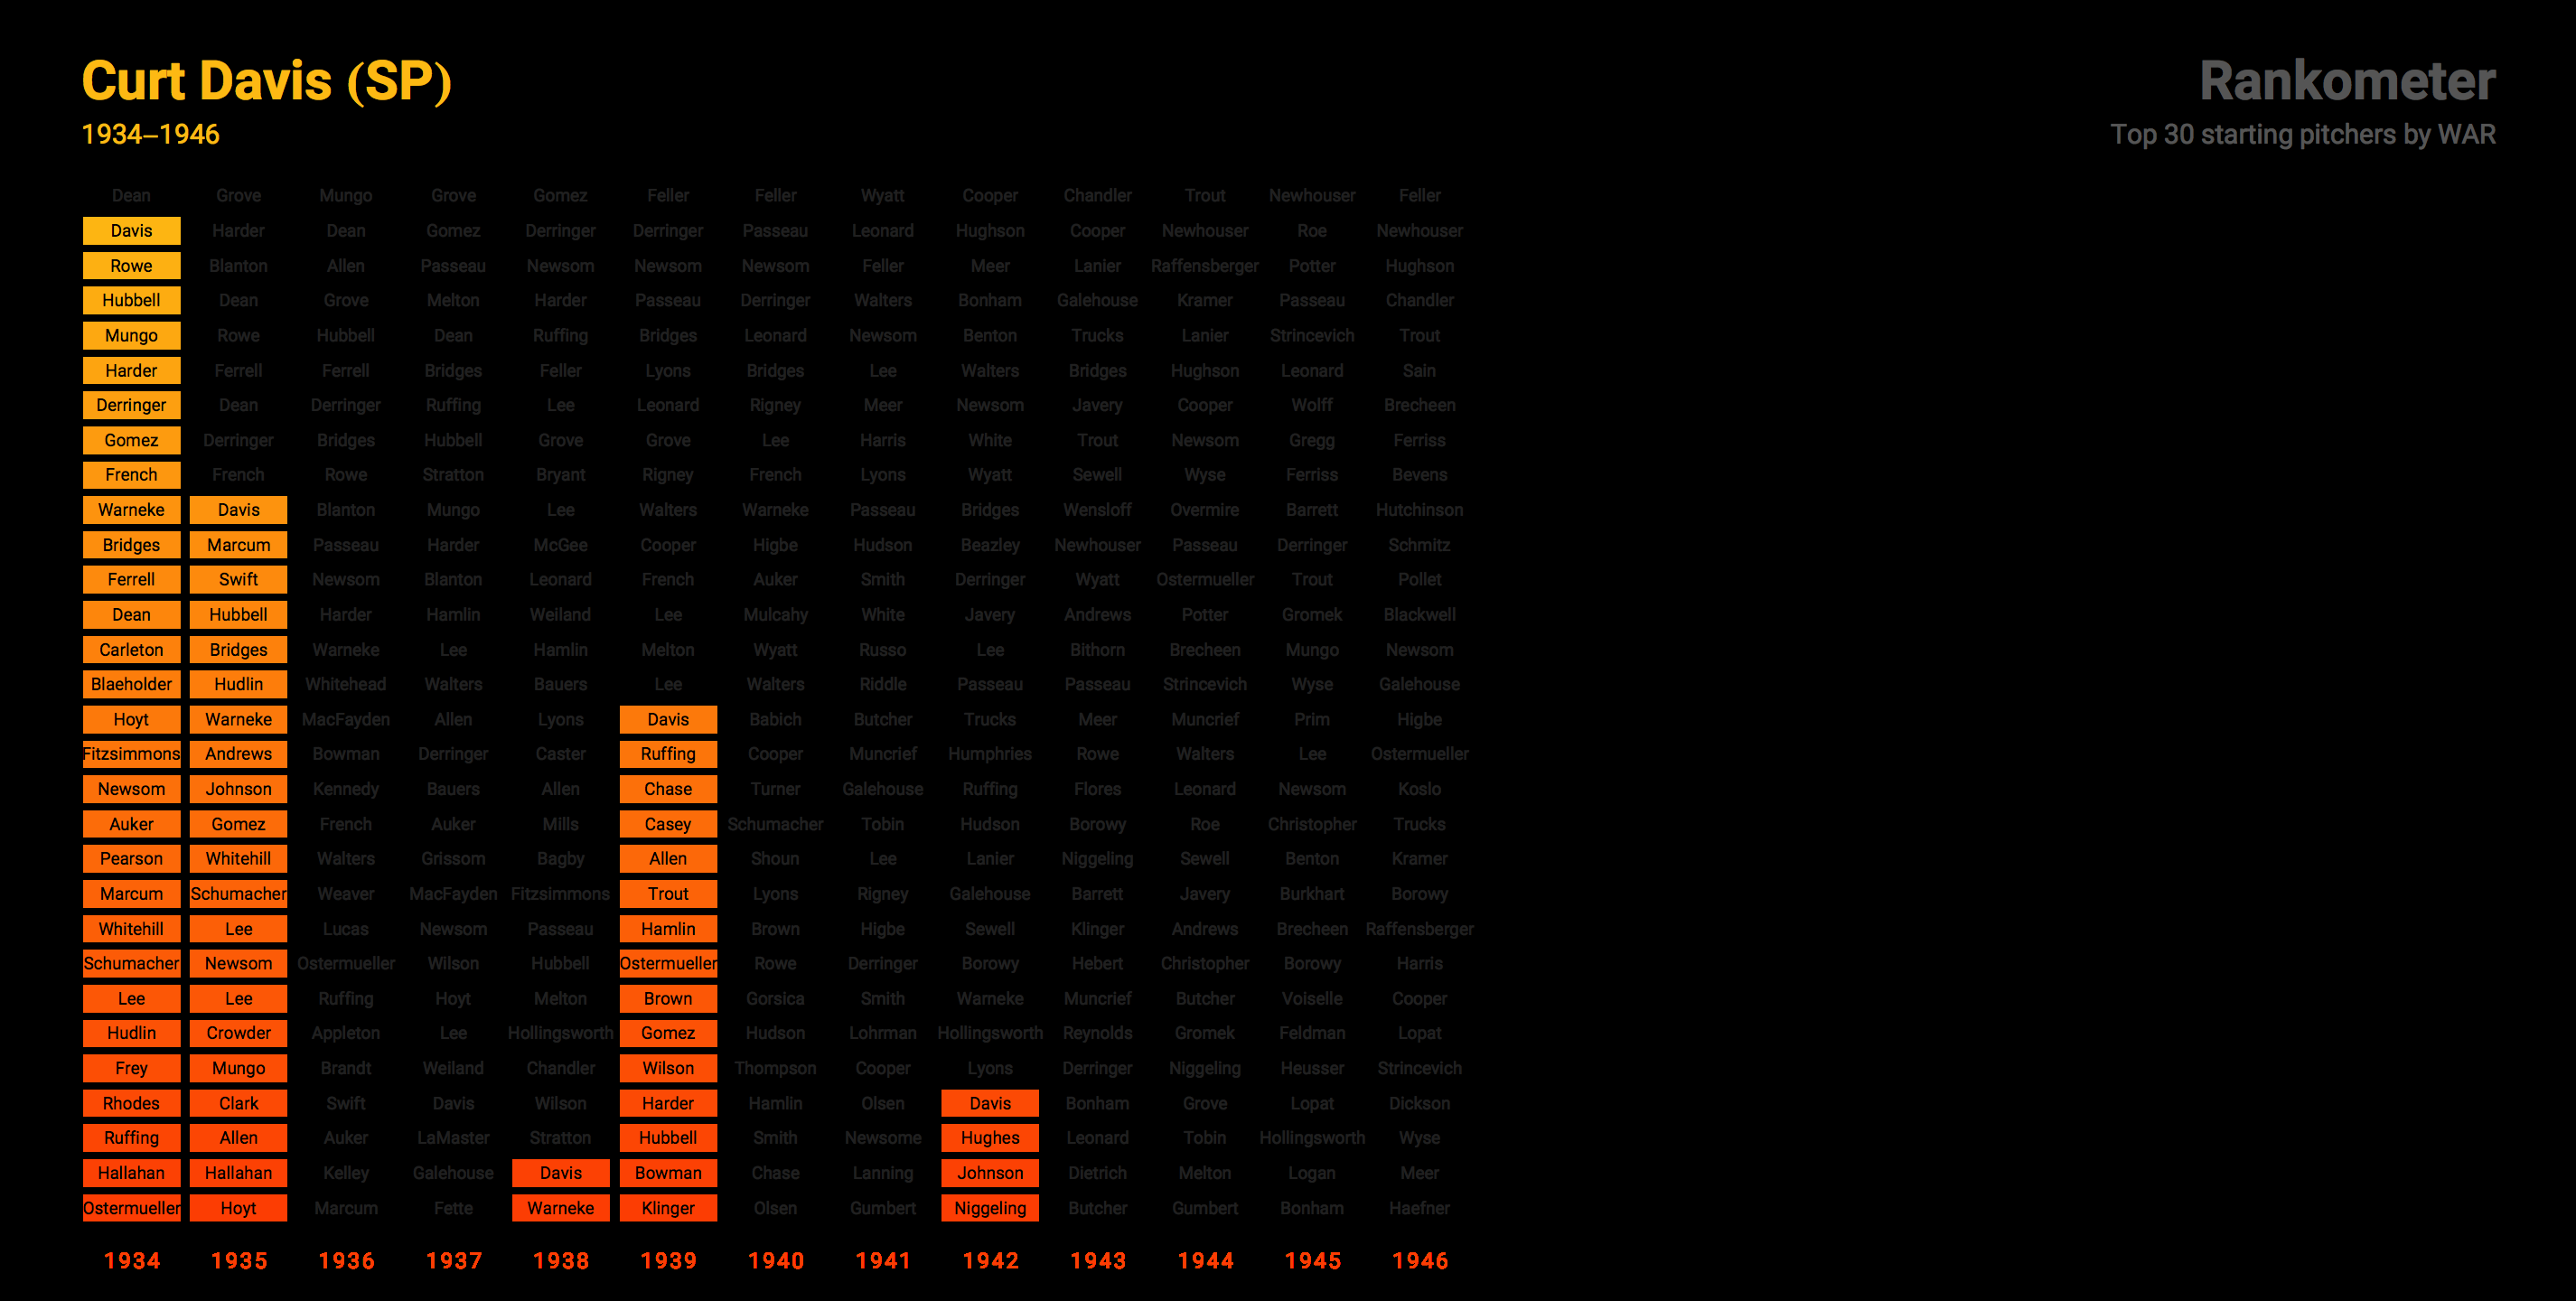 Curt Davis (SP)
1934–1946
Rankometer
Top 30 starting pitchers by WAR
Dean Grove Mungo Grove Gomez Feller Feller Wyatt Cooper Chandler Trout Newhouser Feller
Davis Harder Dean Gomez Derringer Derringer Passeau Leonard Hughson Cooper Newhouser Roe Newhouser
Rowe Blanton Allen Passeau Newsom Newsom Newsom Feller Meer Lanier Raffensberger Potter Hughson
Hubbell Dean Grove Melton Harder Passeau Derringer Walters Bonham Galehouse Kramer Passeau Chandler
Mungo Rowe Hubbell Dean Ruffing Bridges Leonard Newsom Benton Trucks Lanier Strincevich Trout
Harder Ferrell Ferrell Bridges Feller Lyons Bridges Lee Walters Bridges Hughson Leonard Sain
Derringer Dean Derringer Ruffing Lee Leonard Rigney Meer Newsom Javery Cooper Wolff Brecheen
Gomez Derringer Bridges Hubbell Grove Grove Lee Harris White Trout Newsom Gregg Ferriss
French French Rowe Stratton Bryant Rigney French Lyons Wyatt Sewell Wyse Ferriss Bevens
Warneke Davis Blanton Mungo Lee Walters Warneke Passeau Bridges Wensloff Overmire Barrett Hutchinson
Bridges Marcum Passeau Harder McGee Cooper Higbe Hudson Beazley Newhouser Passeau Derringer Schmitz
Ferrell Swift Newsom Blanton Leonard French Auker Smith Derringer Wyatt Ostermueller Trout Pollet
Dean Hubbell Harder Hamlin Weiland Lee Mulcahy White Javery Andrews Potter Gromek Blackwell
Carleton Bridges Warneke Lee Hamlin Melton Wyatt Russo Lee Bithorn Brecheen Mungo Newsom
Blaeholder Hudlin Whitehead Walters Bauers Lee Walters Riddle Passeau Passeau Strincevich Wyse Galehouse
Hoyt Warneke MacFayden Allen Lyons Davis Babich Butcher Trucks Meer Muncrief Prim Higbe
Fitzsimmons Andrews Bowman Derringer Caster Ruffing Cooper Muncrief Humphries Rowe Walters Lee Ostermueller
Newsom Johnson Kennedy Bauers Allen Chase Turner Galehouse Ruffing Flores Leonard Newsom Koslo
Auker Gomez French Auker Mills Casey Schumacher Tobin Hudson Borowy Roe Christopher Trucks
Pearson Whitehill Walters Grissom Bagby Allen Shoun Lee Lanier Niggeling Sewell Benton Kramer
Marcum Schumacher Weaver MacFayden Fitzsimmons Trout Lyons Rigney Galehouse Barrett Javery Burkhart Borowy
Whitehill Lee Lucas Newsom Passeau Hamlin Brown Higbe Sewell Klinger Andrews Brecheen Raffensberger
Schumacher Newsom Ostermueller Wilson Hubbell Ostermueller Rowe Derringer Borowy Hebert Christopher Borowy Harris
Lee Lee Ruffing Hoyt Melton Brown Gorsica Smith Warneke Muncrief Butcher Voiselle Cooper
Hudlin Crowder Appleton Lee Hollingsworth Gomez Hudson Lohrman Hollingsworth Reynolds Gromek Feldman Lopat
Frey Mungo Brandt Weiland Chandler Wilson Thompson Cooper Lyons Derringer Niggeling Heusser Strincevich
Rhodes Clark Swift Davis Wilson Harder Hamlin Olsen Davis Bonham Grove Lopat Dickson
Ruffing Allen Auker LaMaster Stratton Hubbell Smith Newsome Hughes Leonard Tobin Hollingsworth Wyse
Hallahan Hallahan Kelley Galehouse Davis Bowman Chase Lanning Johnson Dietrich Melton Logan Meer
Ostermueller Hoyt Marcum Fette Warneke Klinger Olsen Gumbert Niggeling Butcher Gumbert Bonham Haefner
1934 1935 1936 1937 1938 1939 1940 1941 1942 1943 1944 1945 1946